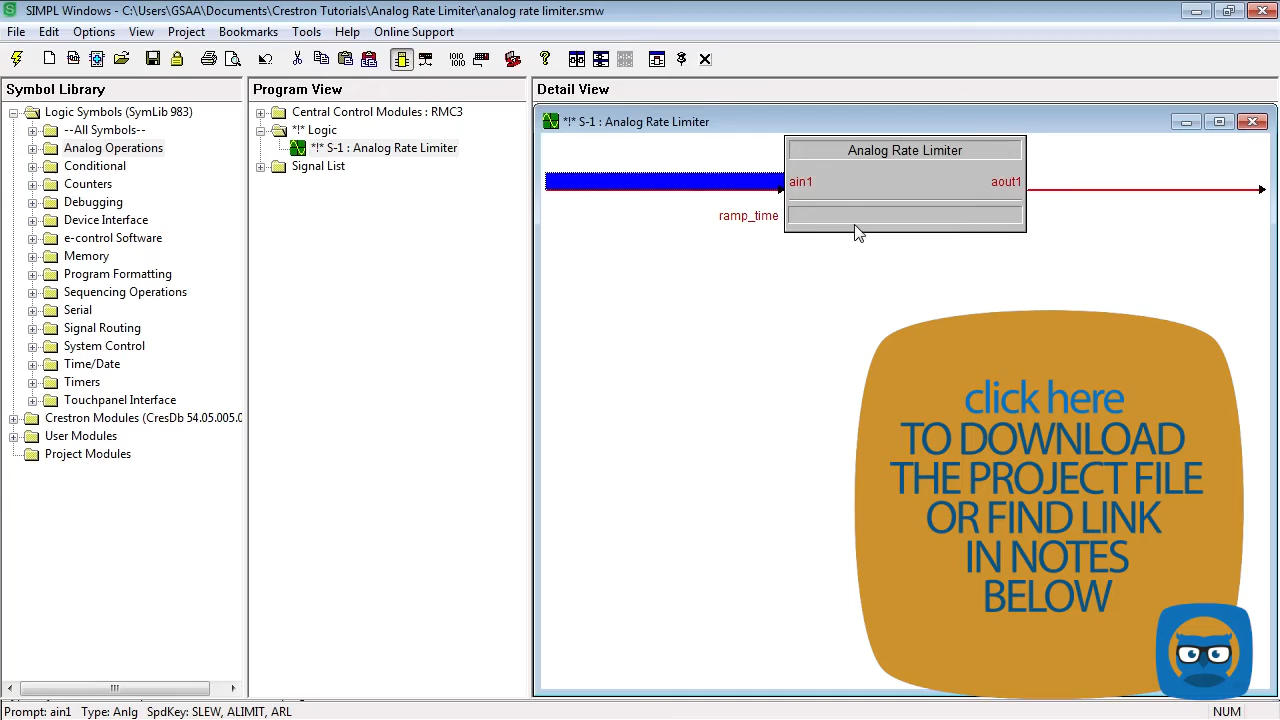 SIMPL Windows - C:\Users\GSAA\Documents\Crestron Tutorials\Analog Rate Limiter\analog rate limiter.smw
File Edit Options View Project Bookmarks Tools Help Online Support
Symbol Library
Logic Symbols (SymLib 983)
--All Symbols--
Analog Operations
Conditional
Counters
Debugging
Device Interface
e-control Software
Memory
Program Formatting
Sequencing Operations
Serial
Signal Routing
System Control
Time/Date
Timers
Touchpanel Interface
Crestron Modules (CresDb 54.05.005.0
User Modules
Project Modules
Program View
Central Control Modules : RMC3
*!* Logic
*!* S-1 : Analog Rate Limiter
Signal List
Detail View
*!* S-1 : Analog Rate Limiter
Analog Rate Limiter
ain1 aout1
ramp_time
click here
TO DOWNLOAD
THE PROJECT FILE
OR FIND LINK
IN NOTES
BELOW
Prompt: ain1 Type: Anlg SpdKey: SLEW, ALIMIT, ARL
NUM